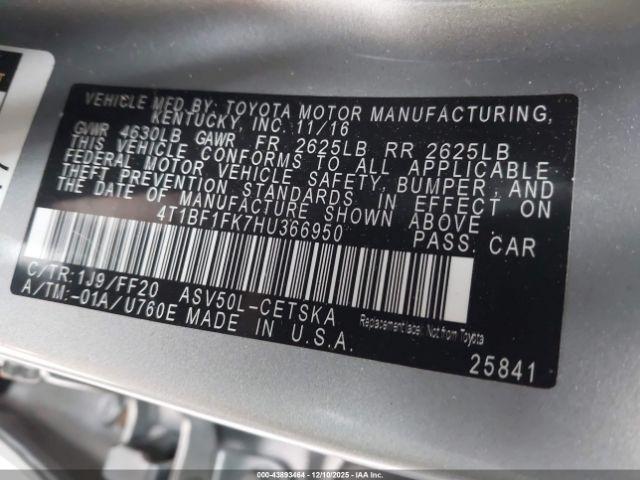 VEHICLE MFD BY: TOYOTA MOTOR MANUFACTURING,
KENTUCKY, INC. 11/16
GVWR 4630LB GAWR FR 2625LB RR 2625LB
THIS VEHICLE CONFORMS TO ALL APPLICABLE
FEDERAL MOTOR VEHICLE SAFETY, BUMPER, AND
THEFT PREVENTION STANDARDS IN EFFECT ON
THE DATE OF MANUFACTURE SHOWN ABOVE.
4T1BF1FK7HU366950 PASS. CAR
C/TR:1J9/FF20 ASV50L-CETSKA
Replacement label: Not from Toyota
A/TM:-01A/U760E MADE IN U.S.A.
25841
000-43893464 - 12/10/2025 - IAA Inc.